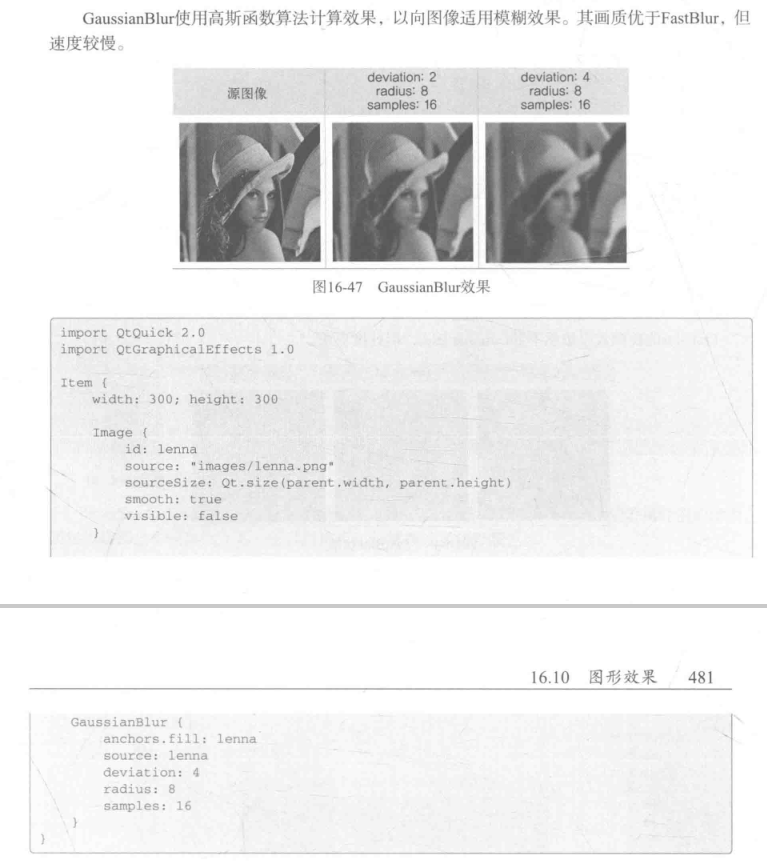 GaussianBlur使用高斯函数算法计算效果，以向图像适用模糊效果。其画质优于FastBlur，但
速度较慢。
源图像
deviation: 2
radius: 8
samples: 16
deviation: 4
radius: 8
samples: 16
图16-47 GaussianBlur效果
import QtQuick 2.0
import QtGraphicalEffects 1.0
Item {
    width: 300; height: 300
    Image {
        id: lenna
        source: "images/lenna.png"
        sourceSize: Qt.size(parent.width, parent.height)
        smooth: true
        visible: false
    }
16.10 图形效果 481
    GaussianBlur {
        anchors.fill: lenna
        source: lenna
        deviation: 4
        radius: 8
        samples: 16
    }
}